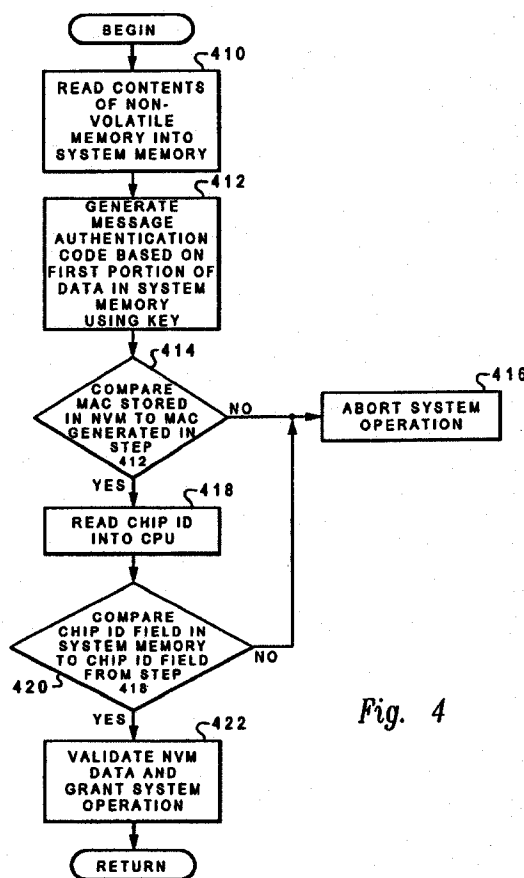 BEGIN
410
READ CONTENTS
OF NON-
VOLATILE
MEMORY INTO
SYSTEM MEMORY
412
GENERATE
MESSAGE
AUTHENTICATION
CODE BASED ON
FIRST PORTION OF
DATA IN SYSTEM
MEMORY
USING KEY
414
COMPARE
MAC STORED
IN NVM TO MAC
GENERATED IN
STEP
412
NO
416
ABORT SYSTEM
OPERATION
YES
418
READ CHIP ID
INTO CPU
COMPARE
CHIP ID FIELD IN
SYSTEM MEMORY
TO CHIP ID FIELD
FROM STEP
418
NO
420
YES
422
VALIDATE NVM
DATA AND
GRANT SYSTEM
OPERATION
RETURN
Fig. 4